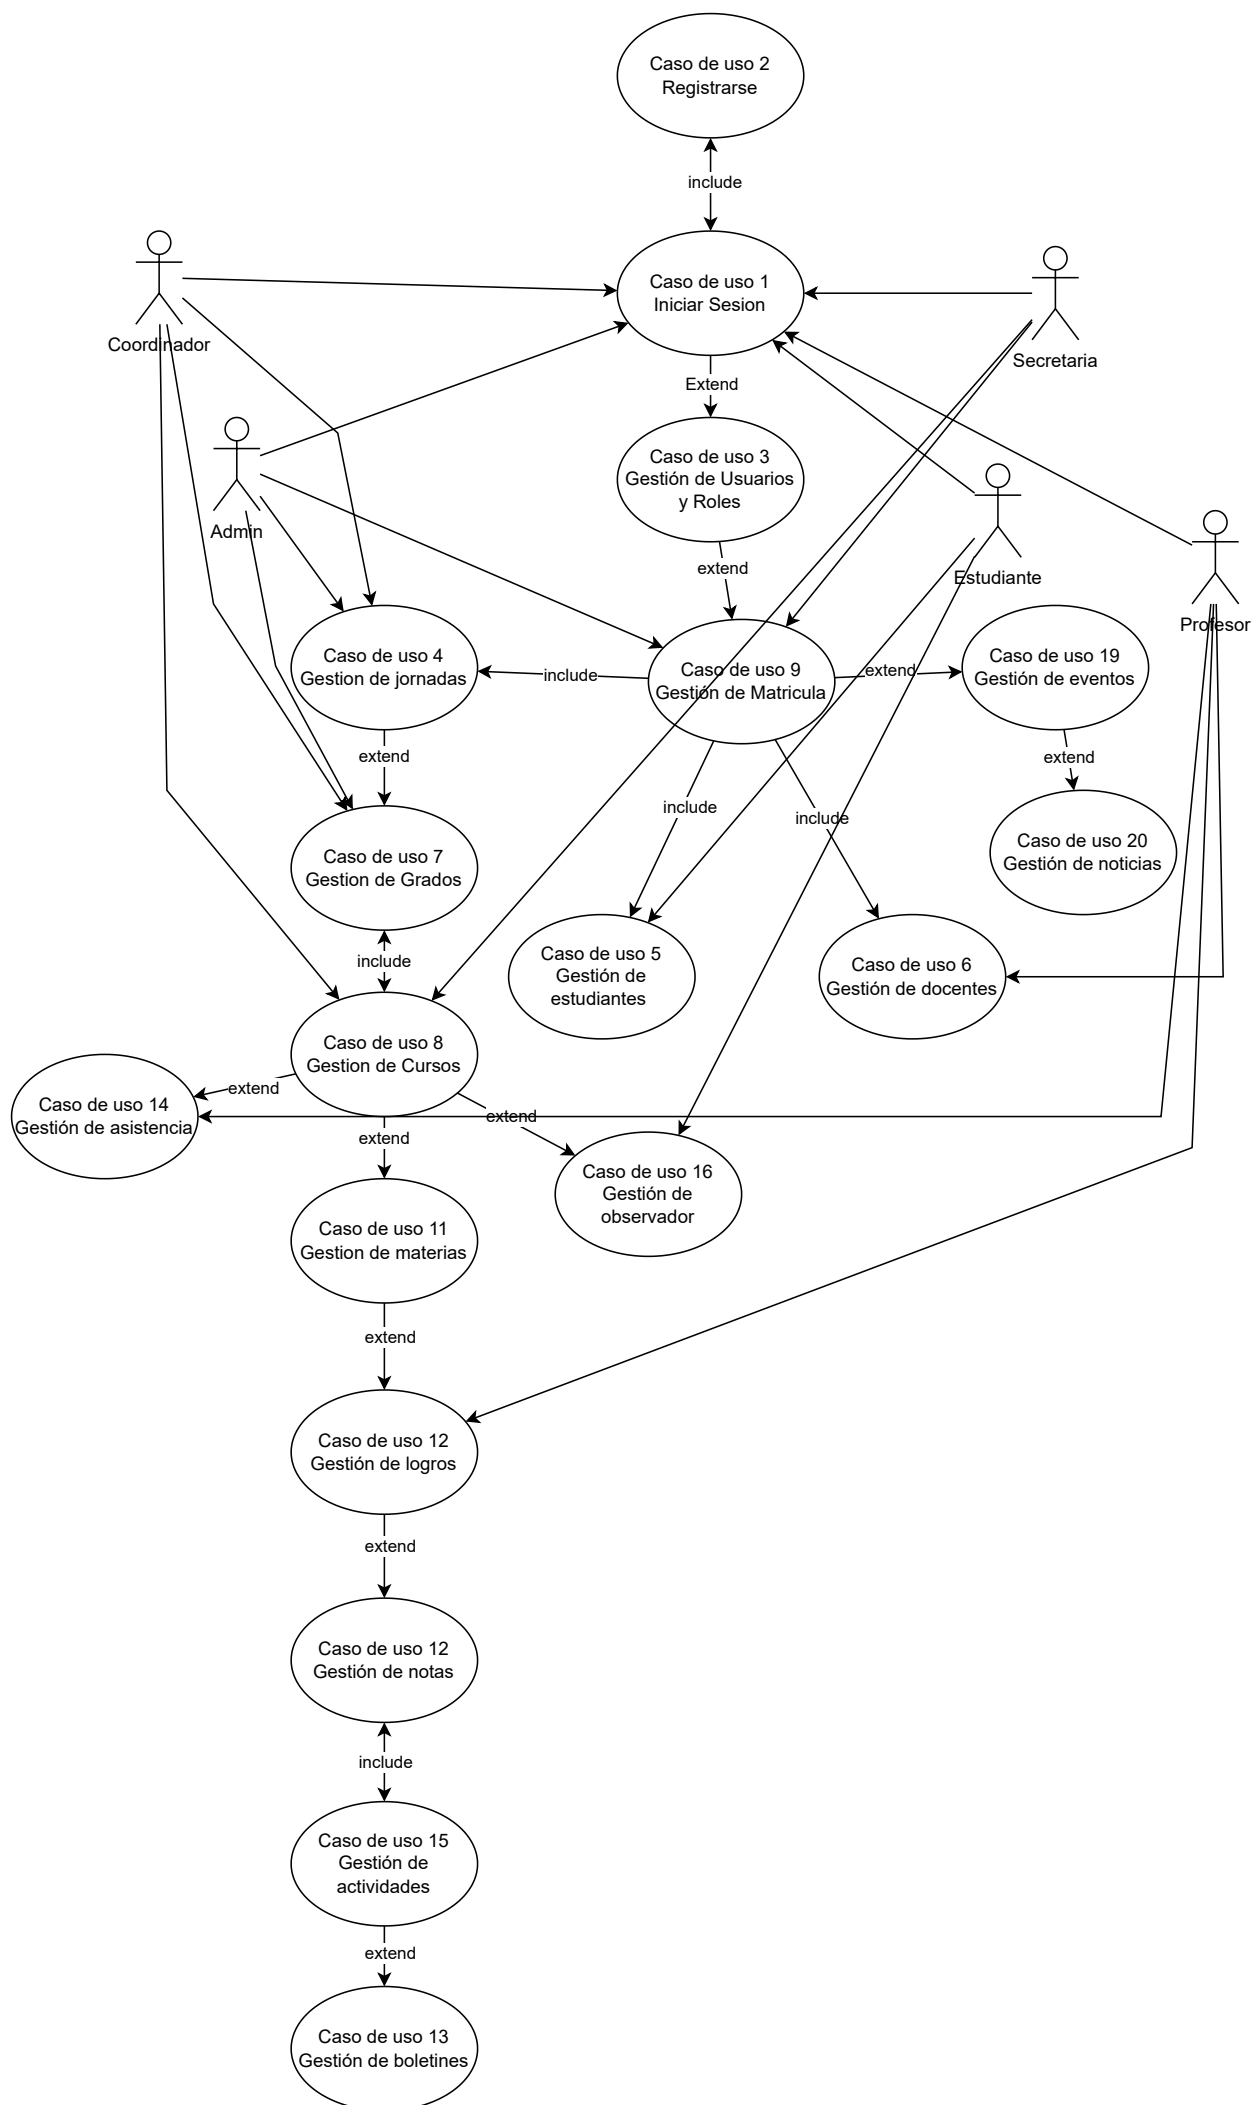 Caso de uso 2
Registrarse
include
Caso de uso 1
Iniciar Sesion
Coordinador
Secretaria
Extend
Caso de uso 3
Gestión de Usuarios
y Roles
Admin
Estudiante
Profesor
extend
Caso de uso 4
Gestion de jornadas
include
Caso de uso 9
Gestión de Matricula
extend
Caso de uso 19
Gestión de eventos
extend
extend
include
include
Caso de uso 20
Gestión de noticias
Caso de uso 7
Gestion de Grados
include
Caso de uso 5
Gestión de
estudiantes
Caso de uso 6
Gestión de docentes
Caso de uso 8
Gestion de Cursos
extend
Caso de uso 14
Gestión de asistencia
extend
extend
Caso de uso 16
Gestión de
observador
Caso de uso 11
Gestion de materias
extend
Caso de uso 12
Gestión de logros
extend
Caso de uso 12
Gestión de notas
include
Caso de uso 15
Gestión de
actividades
extend
Caso de uso 13
Gestión de boletines